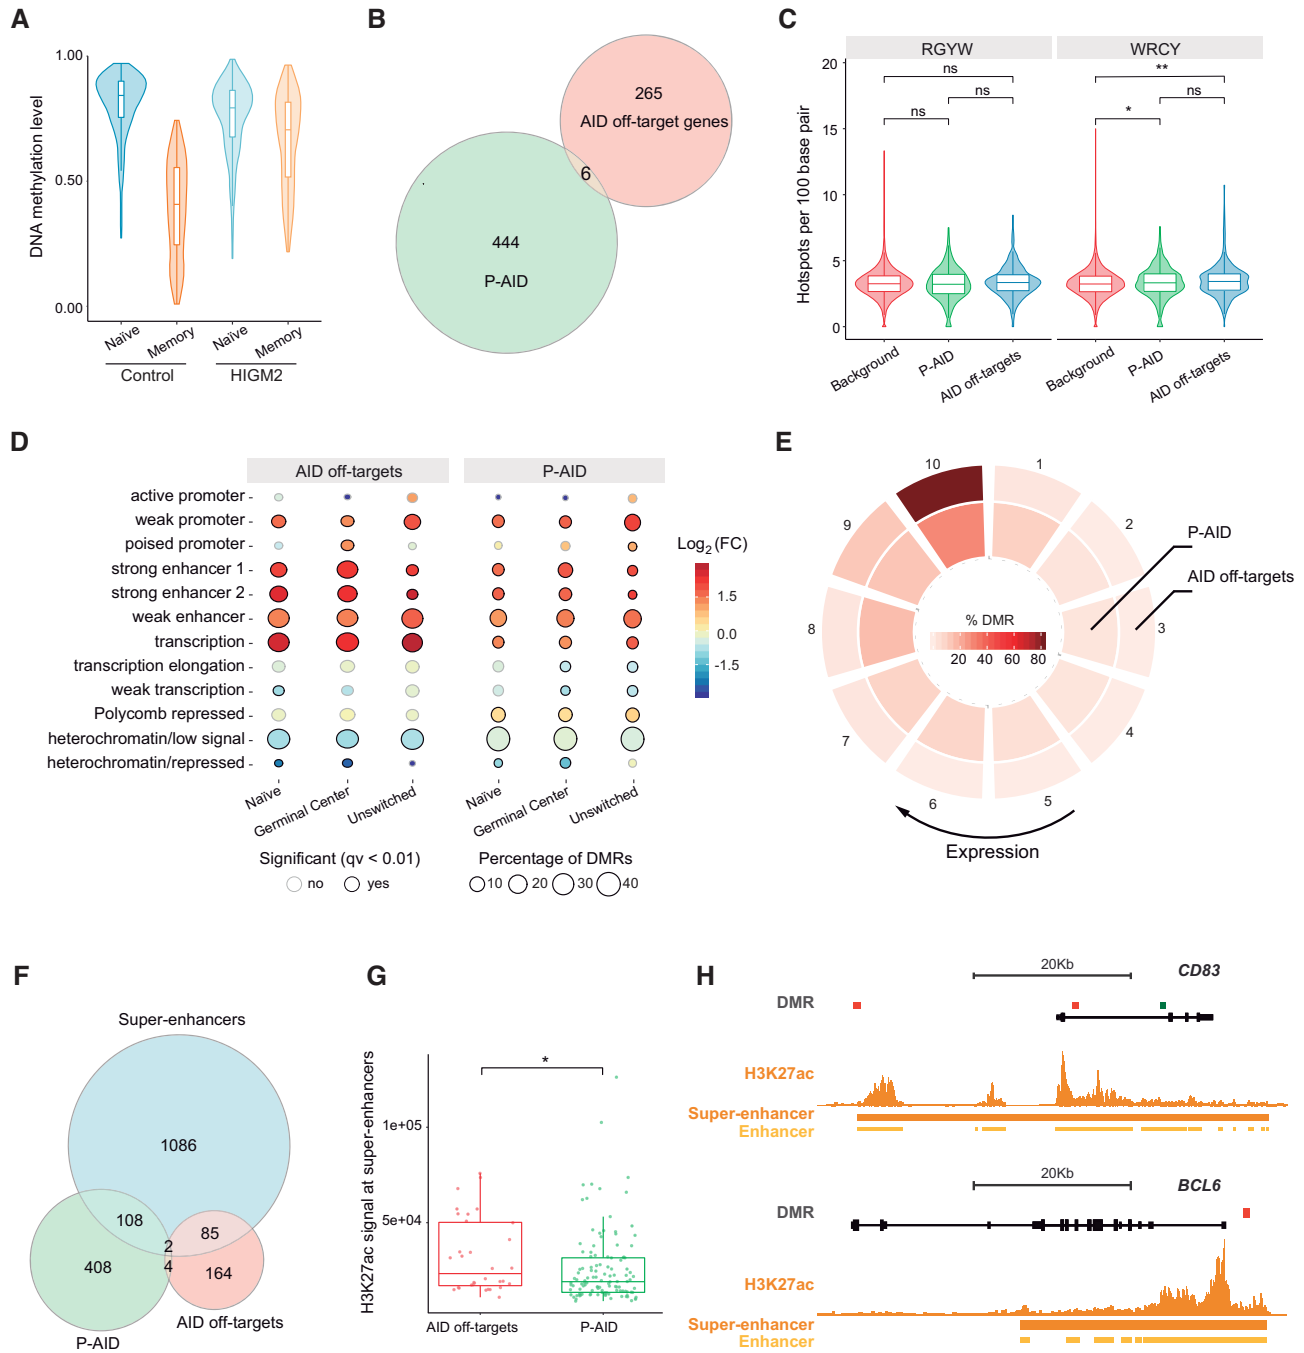 A
DNA methylation level
1.00
0.50
0.00
Naïve
Memory
Naïve
Memory
Control
HIGM2
B
265
AID off-target genes
6
444
P-AID
C
RGYW
WRCY
Hotspots per 100 base pair
20
15
10
5
0
ns
ns
ns
**
ns
*
Background
P-AID
AID off-targets
Background
P-AID
AID off-targets
D
AID off-targets
P-AID
active promoter
weak promoter
poised promoter
strong enhancer 1
strong enhancer 2
weak enhancer
transcription
transcription elongation
weak transcription
Polycomb repressed
heterochromatin/low signal
heterochromatin/repressed
Naïve
Germinal Center
Unswitched
Naïve
Germinal Center
Unswitched
Log2 (FC)
1.5
0.0
-1.5
Significant (qv < 0.01)
no
yes
Percentage of DMRs
10
20
30
40
E
10
1
2
3
4
5
6
7
8
9
P-AID
AID off-targets
% DMR
20 40 60 80
Expression
F
Super-enhancers
1086
108
2
85
4
408
164
AID off-targets
P-AID
G
H3K27ac signal at super-enhancers
1e+05
5e+04
*
AID off-targets
P-AID
H
20Kb
CD83
DMR
H3K27ac
Super-enhancer
Enhancer
20Kb
BCL6
DMR
H3K27ac
Super-enhancer
Enhancer